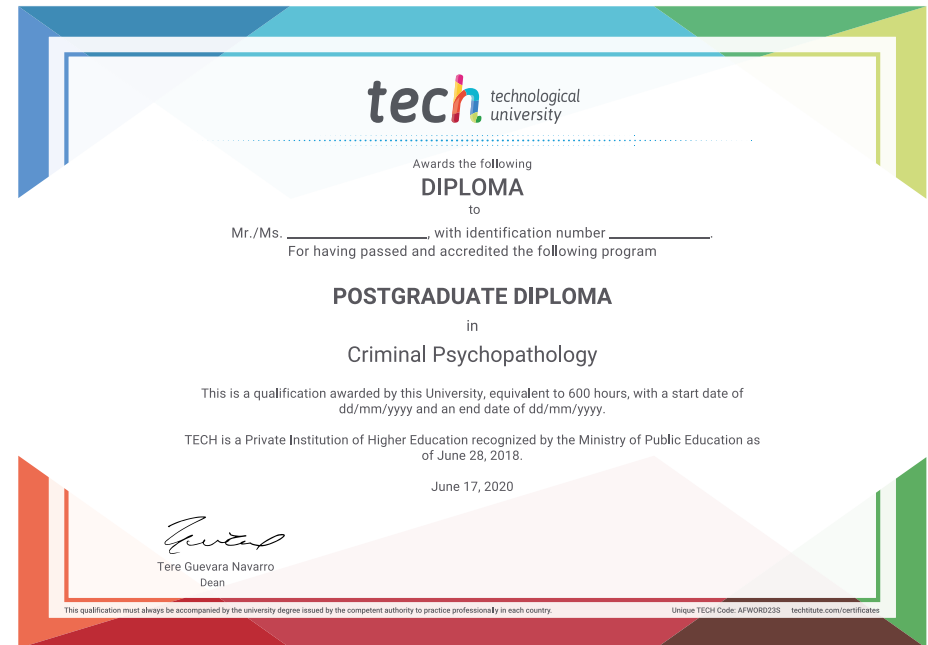 tech technological
university
Awards the following
DIPLOMA
to
Mr./Ms. ____________________, with identification number ______________.
For having passed and accredited the following program
POSTGRADUATE DIPLOMA
in
Criminal Psychopathology
This is a qualification awarded by this University, equivalent to 600 hours, with a start date of
dd/mm/yyyy and an end date of dd/mm/yyyy.
TECH is a Private Institution of Higher Education recognized by the Ministry of Public Education as
of June 28, 2018.
June 17, 2020
Tere Guevara Navarro
Dean
This qualification must always be accompanied by the university degree issued by the competent authority to practice professionally in each country.
Unique TECH Code: AFWORD23S techtitute.com/certificates